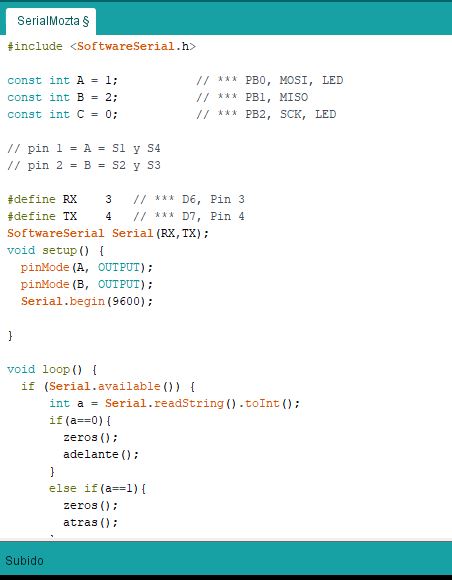 SerialMozta §
#include <SoftwareSerial.h>
const int A = 1;           // *** PB0, MOSI, LED
const int B = 2;           // *** PB1, MISO
const int C = 0;           // *** PB2, SCK, LED
// pin 1 = A = S1 y S4
// pin 2 = B = S2 y S3
#define RX    3   // *** D6, Pin 3
#define TX    4   // *** D7, Pin 4
SoftwareSerial Serial(RX,TX);
void setup() {
  pinMode(A, OUTPUT);
  pinMode(B, OUTPUT);
  Serial.begin(9600);
}
void loop() {
  if (Serial.available()) {
      int a = Serial.readString().toInt();
      if(a==0){
        zeros();
        adelante();
      }
      else if(a==1){
        zeros();
        atras();
Subido